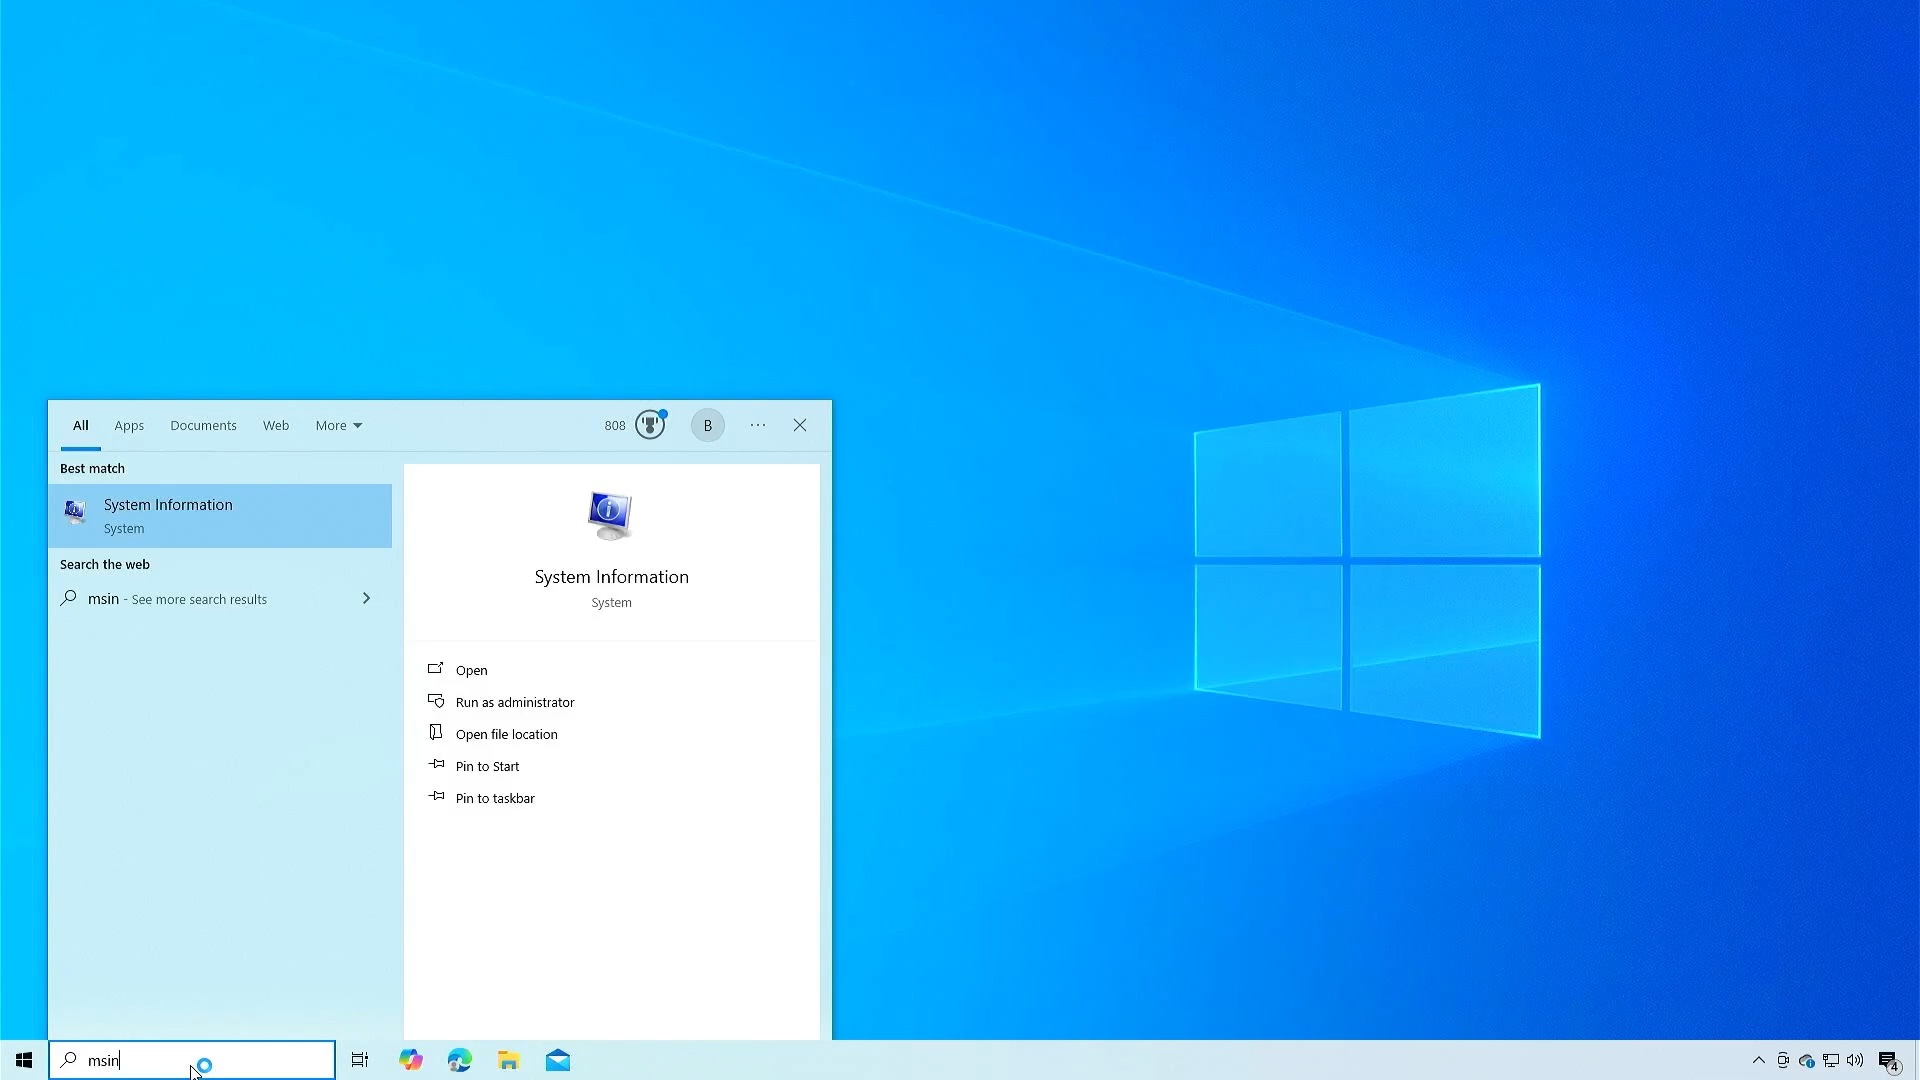 All Apps Documents Web More 808 B ...
Best match
System Information
System
Search the web
msin - See more search results
System Information
System
Open
Run as administrator
Open file location
Pin to Start
Pin to taskbar
msin
4